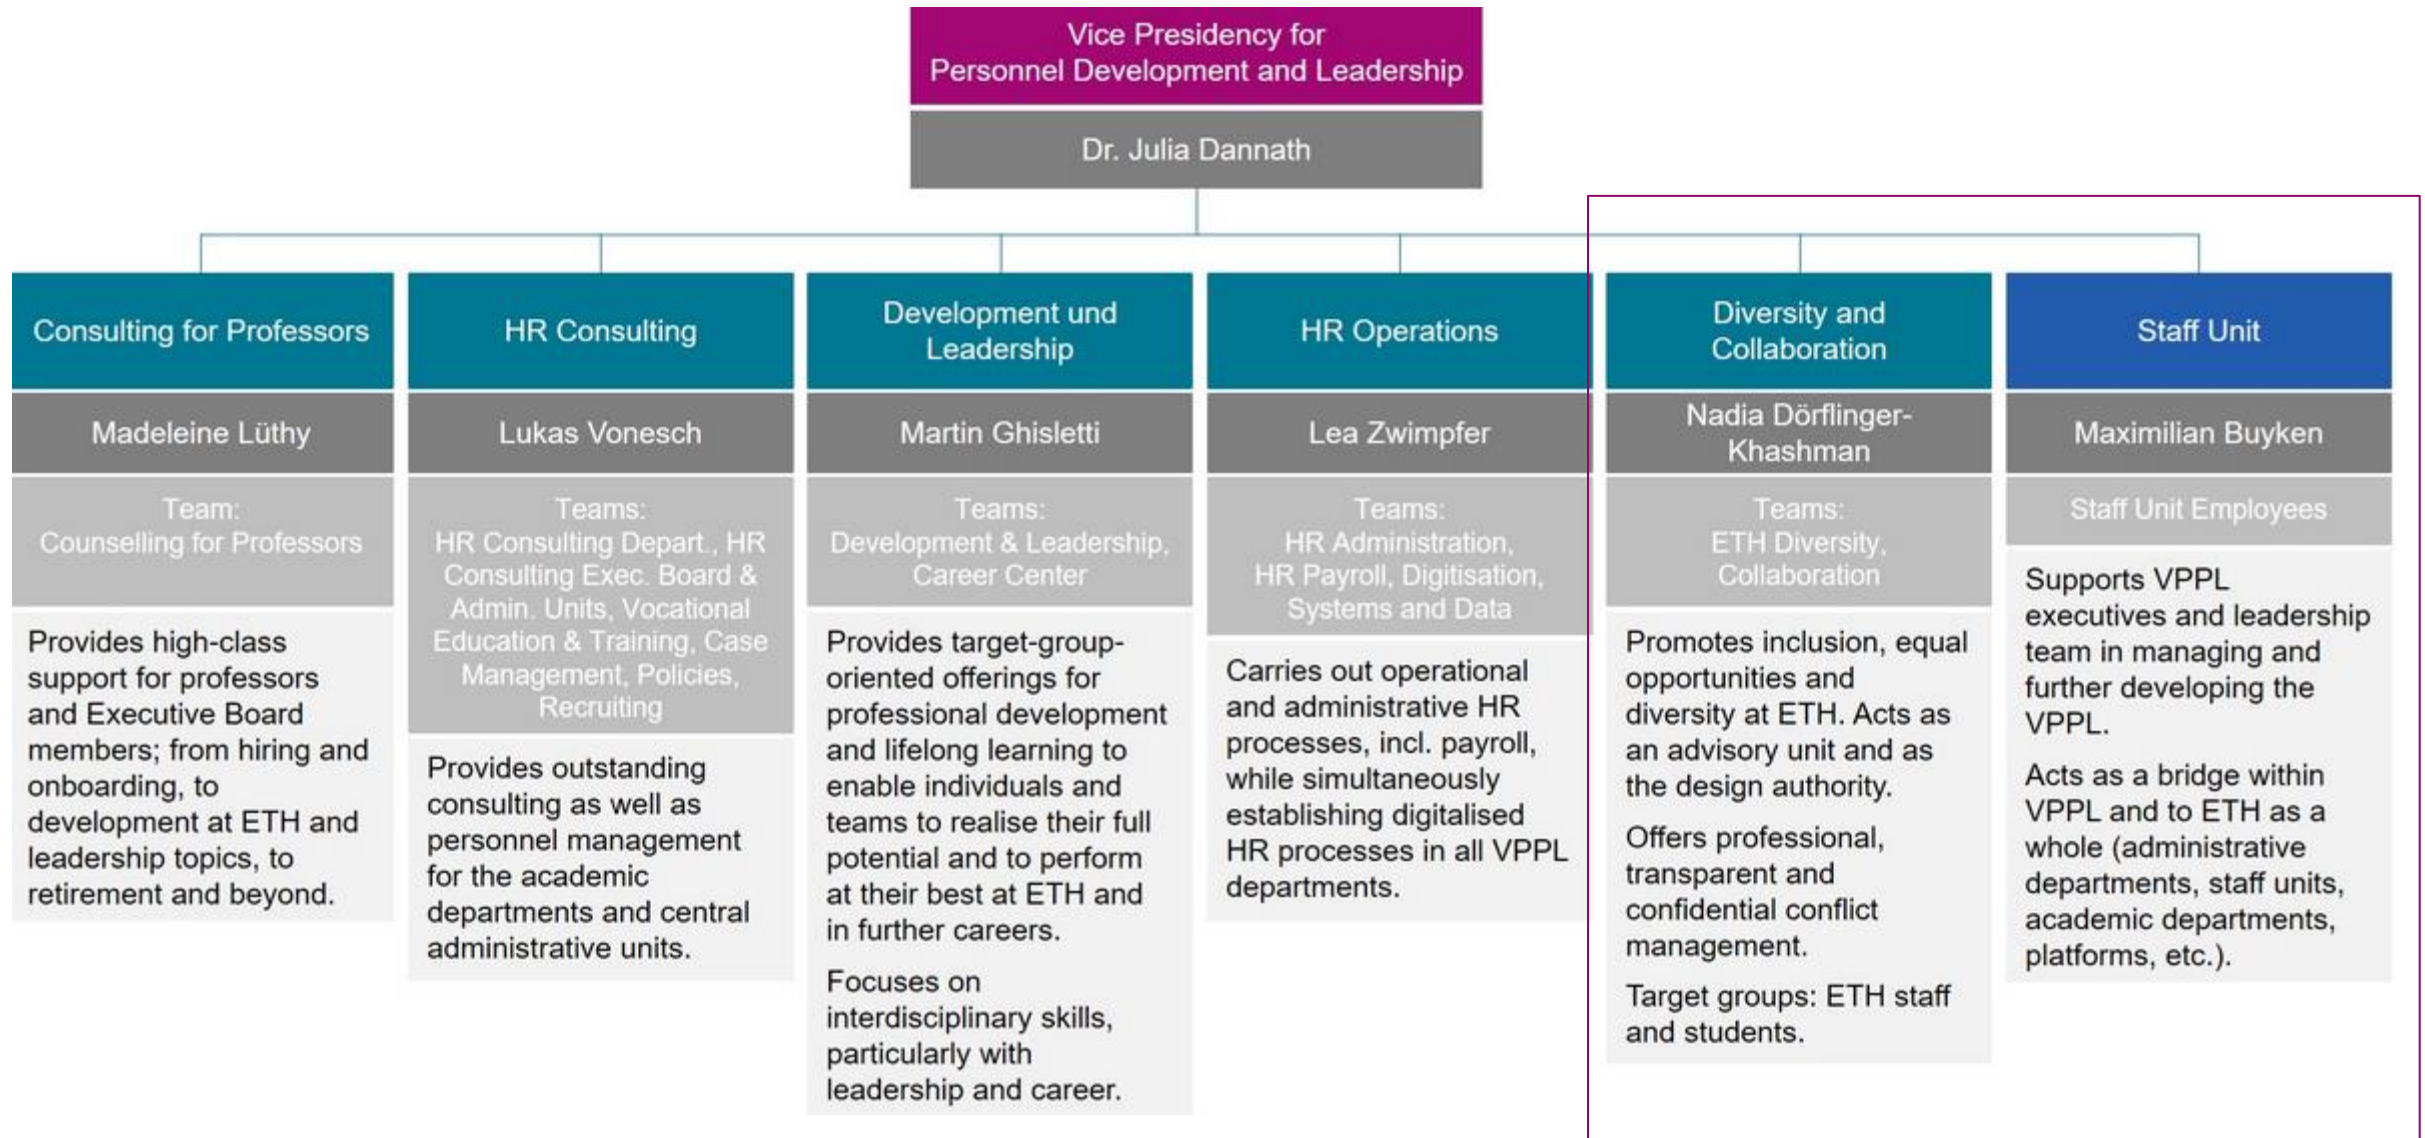 Vice Presidency for
Personnel Development and Leadership
Dr. Julia Dannath
Consulting for Professors
Madeleine Lüthy
Team:
Counselling for Professors
Provides high-class
support for professors
and Executive Board
members; from hiring and
onboarding, to
development at ETH and
leadership topics, to
retirement and beyond.
HR Consulting
Lukas Vonesch
Teams:
HR Consulting Depart., HR
Consulting Exec. Board &
Admin. Units, Vocational
Education & Training, Case
Management, Policies,
Recruiting
Provides outstanding
consulting as well as
personnel management
for the academic
departments and central
administrative units.
Development und
Leadership
Martin Ghisletti
Teams:
Development & Leadership,
Career Center
Provides target-group-
oriented offerings for
professional development
and lifelong learning to
enable individuals and
teams to realise their full
potential and to perform
at their best at ETH and
in further careers.
Focuses on
interdisciplinary skills,
particularly with
leadership and career.
HR Operations
Lea Zwimpfer
Teams:
HR Administration,
HR Payroll, Digitisation,
Systems and Data
Carries out operational
and administrative HR
processes, incl. payroll,
while simultaneously
establishing digitalised
HR processes in all VPPL
departments.
Diversity and
Collaboration
Nadia Dörflinger-
Khashman
Teams:
ETH Diversity,
Collaboration
Promotes inclusion, equal
opportunities and
diversity at ETH. Acts as
an advisory unit and as
the design authority.
Offers professional,
transparent and
confidential conflict
management.
Target groups: ETH staff
and students.
Staff Unit
Maximilian Buyken
Staff Unit Employees
Supports VPPL
executives and leadership
team in managing and
further developing the
VPPL.
Acts as a bridge within
VPPL and to ETH as a
whole (administrative
departments, staff units,
academic departments,
platforms, etc.).